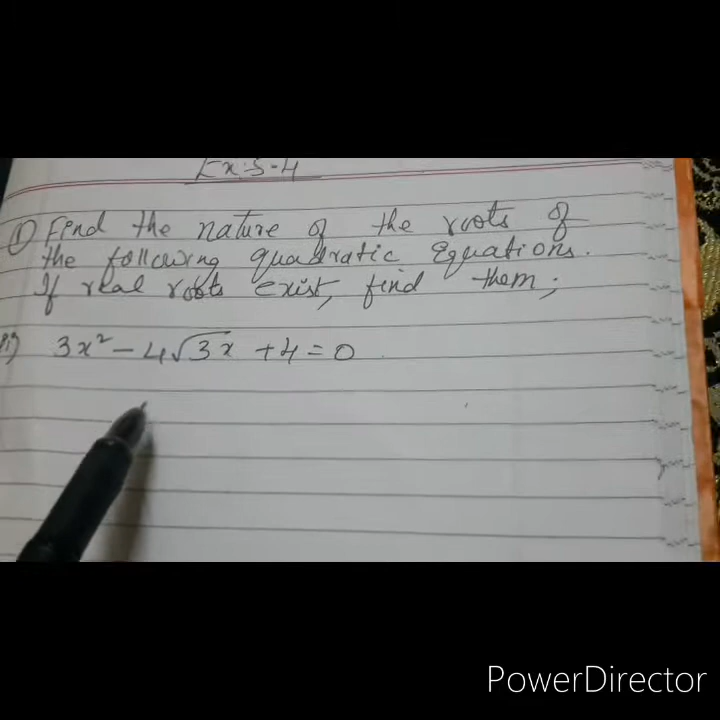 Ex:5-4
① Find the nature of the roots of
the following quadratic Equations.
If real roots exist, find them;
ii) 3x² - 4√3x + 4 = 0
PowerDirector